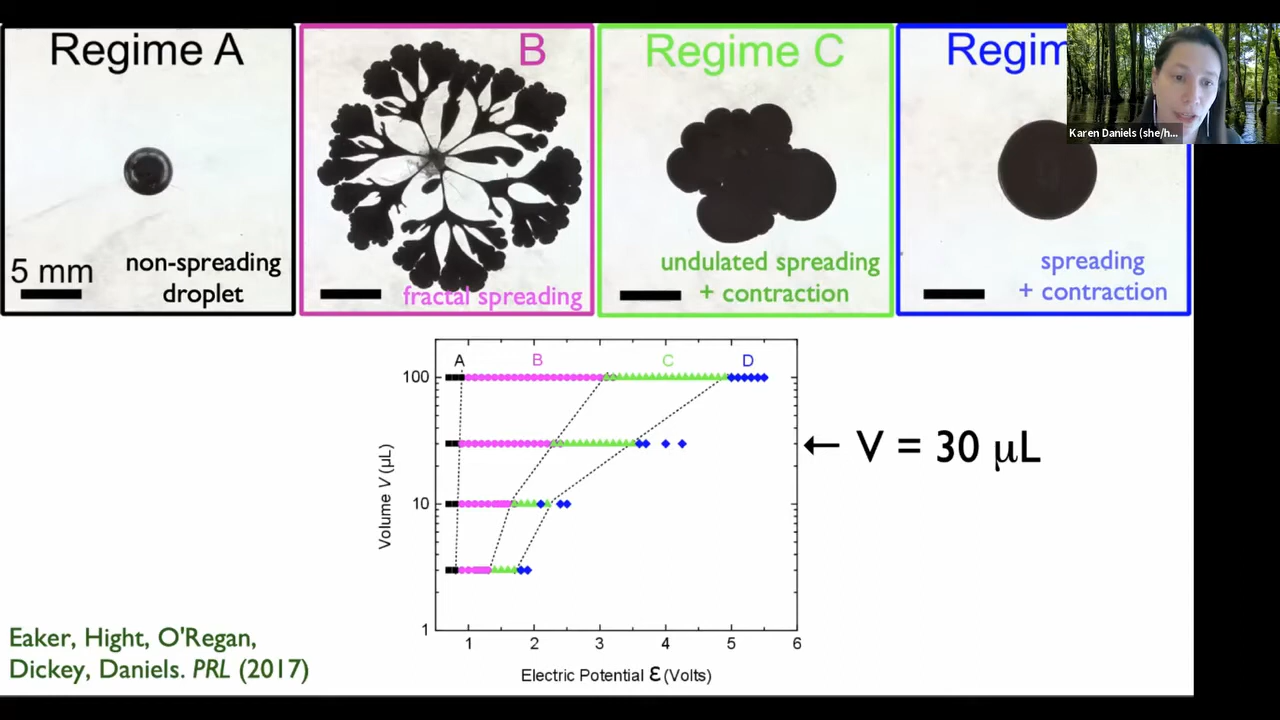 Regime A
5 mm
non-spreading
droplet
B
fractal spreading
Regime C
undulated spreading
+ contraction
Regim
spreading
+ contraction
Karen Daniels (she/h...
A
B
C
D
100
10
1
Volume V (µL)
1 2 3 4 5 6
Electric Potential ℰ (Volts)
← V = 30 µL
Eaker, Hight, O'Regan,
Dickey, Daniels. PRL (2017)